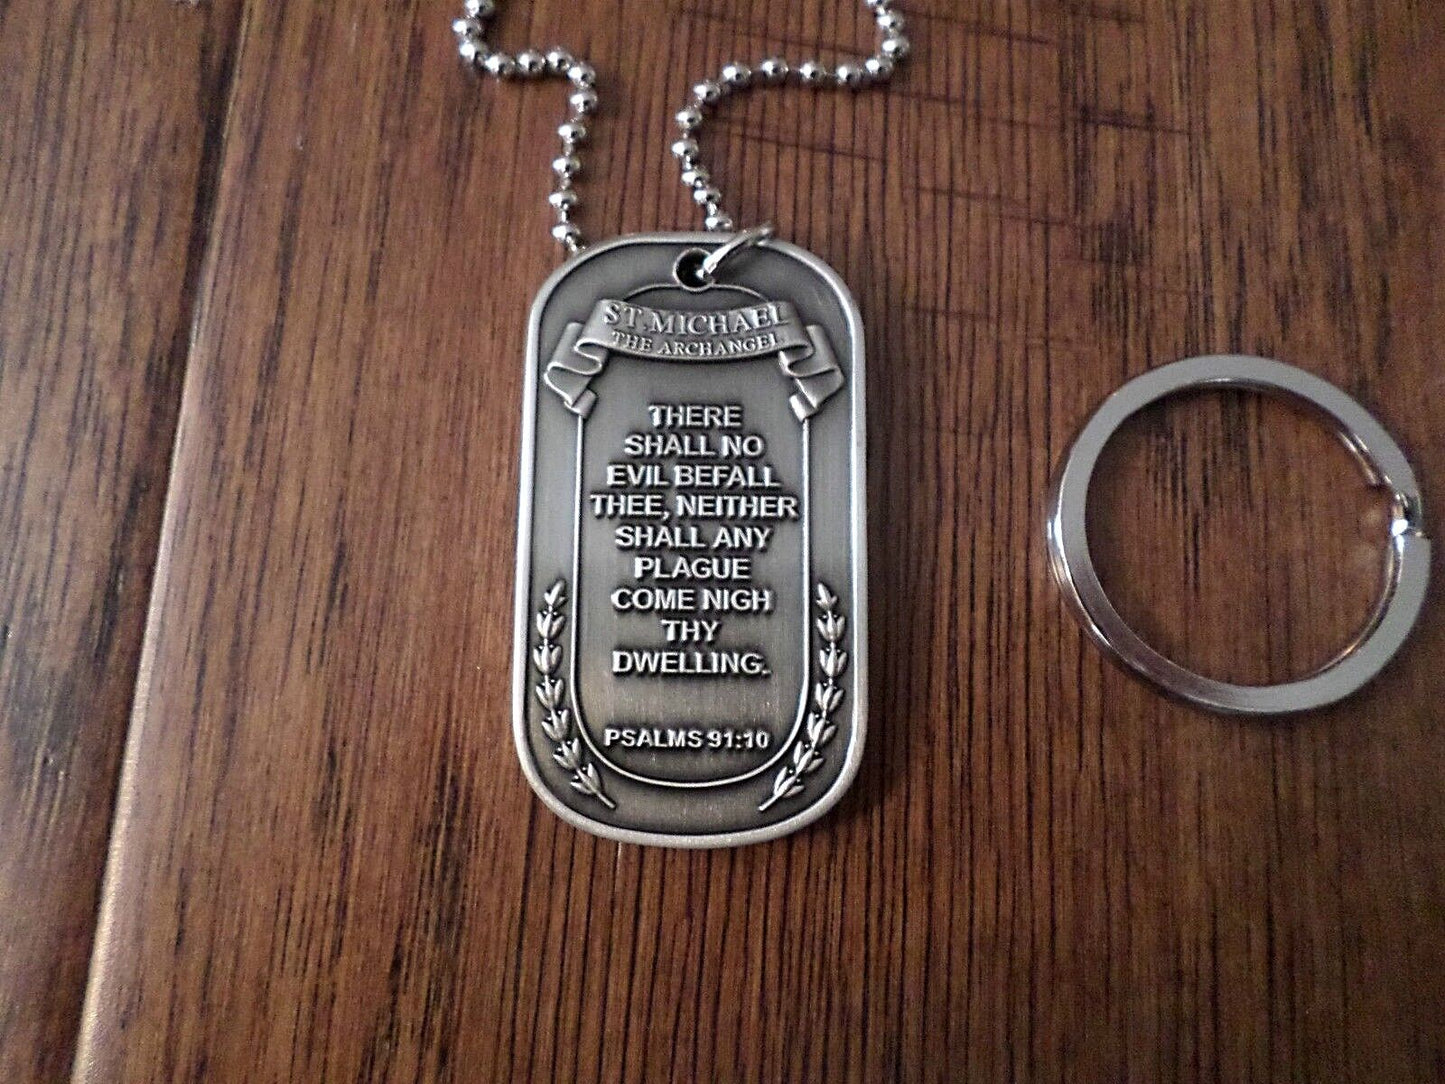 ST. MICHAEL
THE ARCHANGEL
THERE
SHALL NO
EVIL BEFALL
THEE, NEITHER
SHALL ANY
PLAGUE
COME NIGH
THY
DWELLING.
PSALMS 91:10